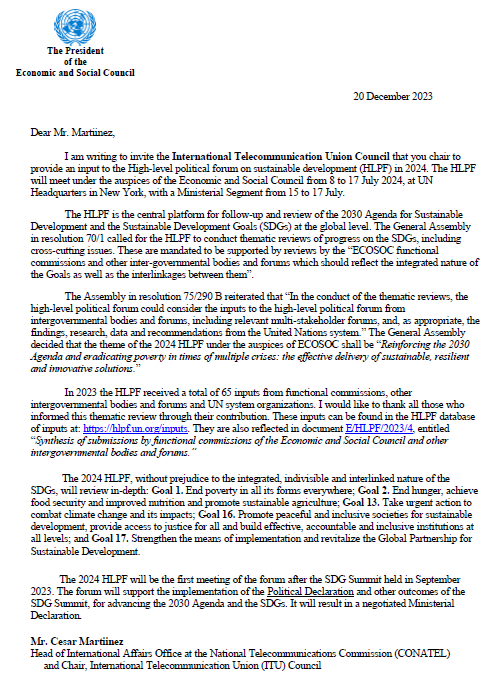 The President
of the
Economic and Social Council
20 December 2023
Dear Mr. Martiinez,
I am writing to invite the International Telecommunication Union Council that you chair to
provide an input to the High-level political forum on sustainable development (HLPF) in 2024. The HLPF
will meet under the auspices of the Economic and Social Council from 8 to 17 July 2024, at UN
Headquarters in New York, with a Ministerial Segment from 15 to 17 July.
The HLPF is the central platform for follow-up and review of the 2030 Agenda for Sustainable
Development and the Sustainable Development Goals (SDGs) at the global level. The General Assembly
in resolution 70/1 called for the HLPF to conduct thematic reviews of progress on the SDGs, including
cross-cutting issues. These are mandated to be supported by reviews by the “ECOSOC functional
commissions and other inter-governmental bodies and forums which should reflect the integrated nature of
the Goals as well as the interlinkages between them”.
The Assembly in resolution 75/290 B reiterated that “In the conduct of the thematic reviews, the
high-level political forum could consider the inputs to the high-level political forum from
intergovernmental bodies and forums, including relevant multi-stakeholder forums, and, as appropriate, the
findings, research, data and recommendations from the United Nations system.” The General Assembly
decided that the theme of the 2024 HLPF under the auspices of ECOSOC shall be “Reinforcing the 2030
Agenda and eradicating poverty in times of multiple crises: the effective delivery of sustainable, resilient
and innovative solutions.”
In 2023 the HLPF received a total of 65 inputs from functional commissions, other
intergovernmental bodies and forums and UN system organizations. I would like to thank all those who
informed this thematic review through their contribution. These inputs can be found in the HLPF database
of inputs at: https://hlpf.un.org/inputs. They are also reflected in document E/HLPF/2023/4, entitled
“Synthesis of submissions by functional commissions of the Economic and Social Council and other
intergovernmental bodies and forums.”
The 2024 HLPF, without prejudice to the integrated, indivisible and interlinked nature of the
SDGs, will review in-depth: Goal 1. End poverty in all its forms everywhere; Goal 2. End hunger, achieve
food security and improved nutrition and promote sustainable agriculture; Goal 13. Take urgent action to
combat climate change and its impacts; Goal 16. Promote peaceful and inclusive societies for sustainable
development, provide access to justice for all and build effective, accountable and inclusive institutions at
all levels; and Goal 17. Strengthen the means of implementation and revitalize the Global Partnership for
Sustainable Development.
The 2024 HLPF will be the first meeting of the forum after the SDG Summit held in September
2023. The forum will support the implementation of the Political Declaration and other outcomes of the
SDG Summit, for advancing the 2030 Agenda and the SDGs. It will result in a negotiated Ministerial
Declaration.
Mr. Cesar Martiinez
Head of International Affairs Office at the National Telecommunications Commission (CONATEL)
and Chair, International Telecommunication Union (ITU) Council